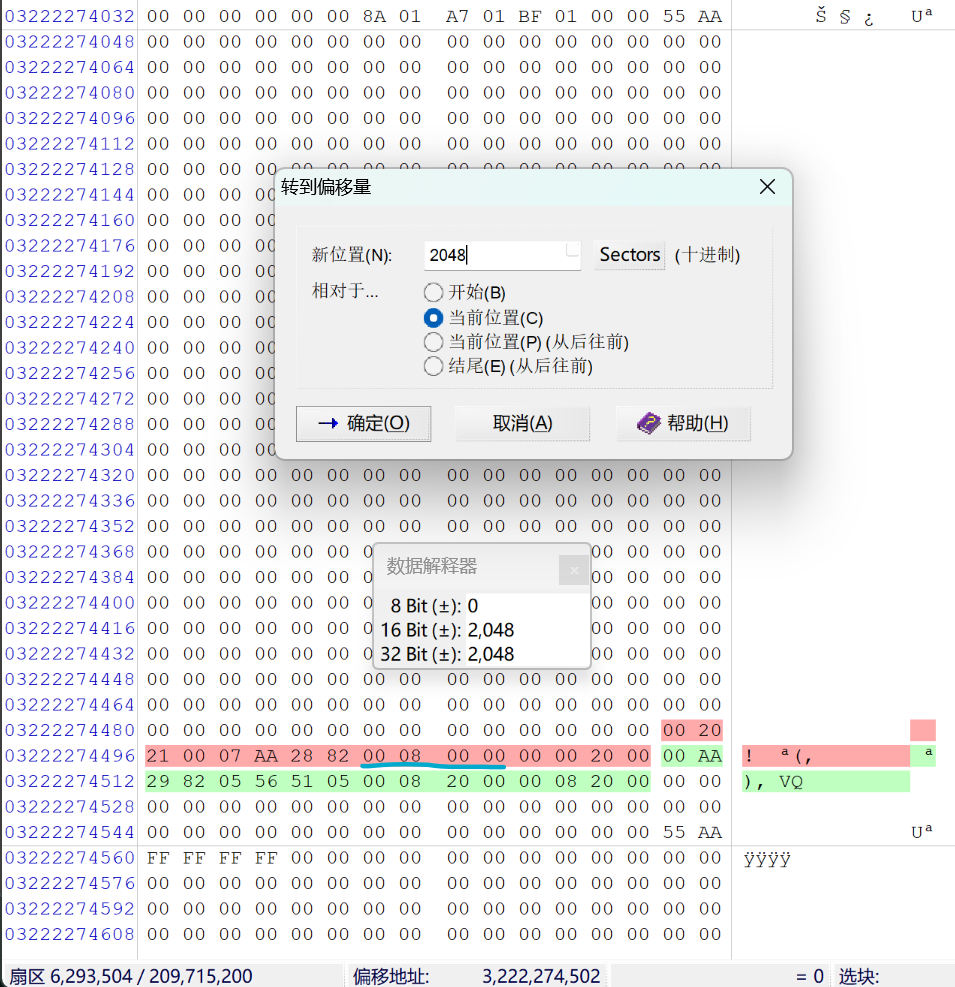 03222274032 00 00 00 00 00 00 8A 01 A7 01 BF 01 00 00 55 AA Š § ¿ Uª
03222274048 00 00 00 00 00 00 00 00 00 00 00 00 00 00 00 00
03222274064 00 00 00 00 00 00 00 00 00 00 00 00 00 00 00 00
03222274080 00 00 00 00 00 00 00 00 00 00 00 00 00 00 00 00
03222274096 00 00 00 00 00 00 00 00 00 00 00 00 00 00 00 00
03222274112 00 00 00 00 00 00 00 00 00 00 00 00 00 00 00 00
03222274128 00 00 00 00 00 00 00 00 00 00 00 00 00 00 00 00
03222274144 00 00 00 0
03222274160 00 00 00 0
03222274176 00 00 00 0
03222274192 00 00 00 0
03222274208 00 00 00 0
03222274224 00 00 00 0
03222274240 00 00 00 0
03222274256 00 00 00 0
03222274272 00 00 00 0
03222274288 00 00 00 0
03222274304 00 00 00 0
转到偏移量
新位置(N): 2048 Sectors (十进制)
相对于...
开始(B)
当前位置(C)
当前位置(P) (从后往前)
结尾(E) (从后往前)
确定(O) 取消(A) 帮助(H)
03222274320 00 00 00 00 00 00 00 00 00 00 00 00 00 00 00 00
03222274336 00 00 00 00 00 00 00 00 00 00 00 00 00 00 00 00
03222274352 00 00 00 00 00 00 00 00 00 00 00 00 00 00 00 00
03222274368 00 00 00 00 00 00 00 00 00 00
03222274384 00 00 00 00 00 00 00 00 00 00
03222274400 00 00 00 00 00 00 00 00 00 00
03222274416 00 00 00 00 00 00 00 00 00 00
03222274432 00 00 00 00 00 00 00 00 00 00
数据解释器
8 Bit (±): 0
16 Bit (±): 2,048
32 Bit (±): 2,048
03222274448 00 00 00 00 00 00 00 00 00 00 00 00 00 00 00 00
03222274464 00 00 00 00 00 00 00 00 00 00 00 00 00 00 00 00
03222274480 00 00 00 00 00 00 00 00 00 00 00 00 00 00 00 20
03222274496 21 00 07 AA 28 82 00 08 00 00 00 00 20 00 00 AA ! ª(‚ ª
03222274512 29 82 05 56 51 05 00 08 20 00 00 08 20 00 00 00 )‚ VQ
03222274528 00 00 00 00 00 00 00 00 00 00 00 00 00 00 00 00
03222274544 00 00 00 00 00 00 00 00 00 00 00 00 00 00 55 AA Uª
03222274560 FF FF FF FF 00 00 00 00 00 00 00 00 00 00 00 00 ÿÿÿÿ
03222274576 00 00 00 00 00 00 00 00 00 00 00 00 00 00 00 00
03222274592 00 00 00 00 00 00 00 00 00 00 00 00 00 00 00 00
03222274608 00 00 00 00 00 00 00 00 00 00 00 00 00 00 00 00
扇区 6,293,504 / 209,715,200 偏移地址: 3,222,274,502 = 0 选块: